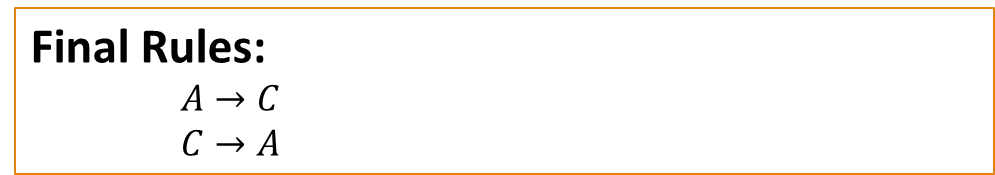 Final Rules:
A → C
C → A